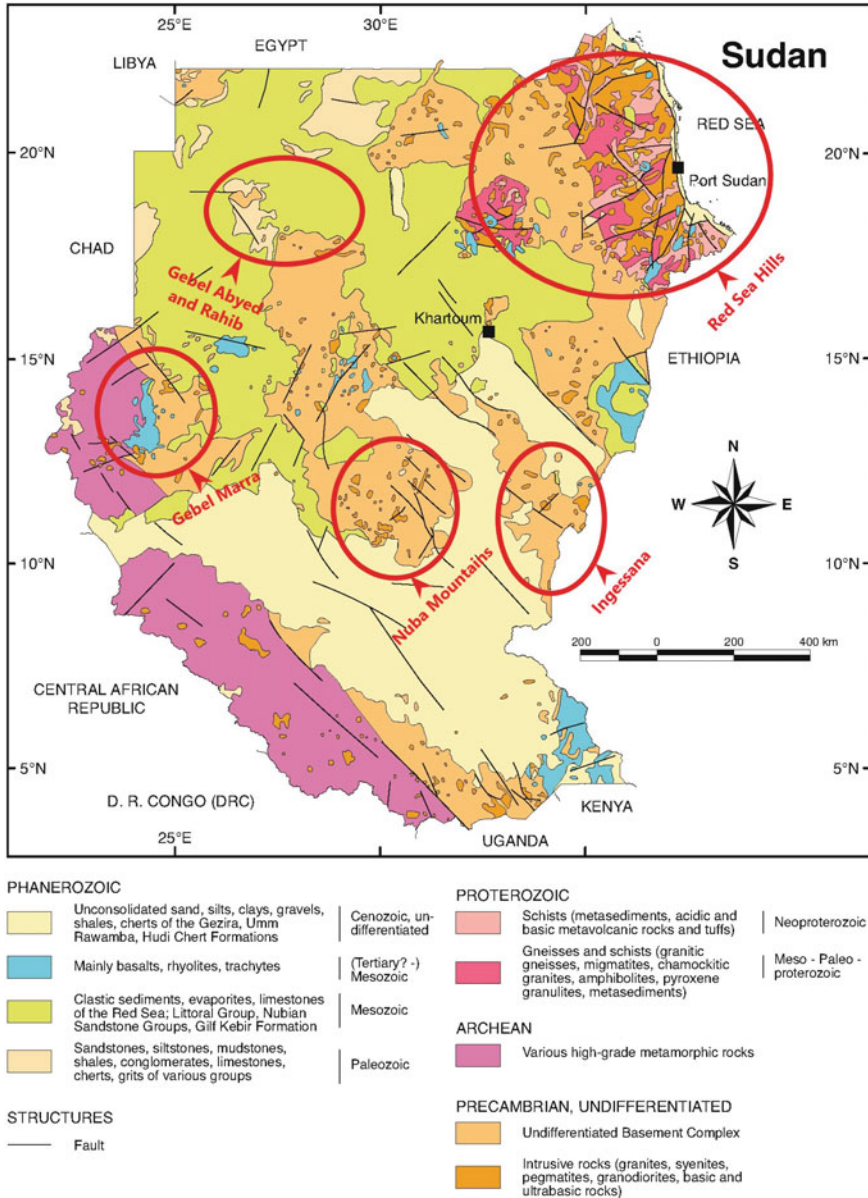 25°E
30°E
EGYPT
LIBYA
Sudan
RED SEA
20°N
20°N
Port Sudan
CHAD
Gebel Abyed
and Rahib
Red Sea Hills
Khartoum
15°N
ETHIOPIA
15°N
Gebel Marra
N
W
E
S
10°N
10°N
Nuba Mountains
Ingessana
200
0
200
400 km
CENTRAL AFRICAN
REPUBLIC
5°N
5°N
D. R. CONGO (DRC)
KENYA
25°E
UGANDA
PHANEROZOIC
Unconsolidated sand, silts, clays, gravels,
shales, cherts of the Gezira, Umm
Rawamba, Hudi Chert Formations
Cenozoic, un-
differentiated
Mainly basalts, rhyolites, trachytes
(Tertiary? -)
Mesozoic
Clastic sediments, evaporites, limestones
of the Red Sea; Littoral Group, Nubian
Sandstone Groups, Gilf Kebir Formation
Mesozoic
Sandstones, siltstones, mudstones,
shales, conglomerates, limestones,
cherts, grits of various groups
Paleozoic
STRUCTURES
Fault
PROTEROZOIC
Schists (metasediments, acidic and
basic metavolcanic rocks and tuffs)
Neoproterozoic
Gneisses and schists (granitic
gneisses, migmatites, charnockitic
granites, amphibolites, pyroxene
granulites, metasediments)
Meso - Paleo -
proterozoic
ARCHEAN
Various high-grade metamorphic rocks
PRECAMBRIAN, UNDIFFERENTIATED
Undifferentiated Basement Complex
Intrusive rocks (granites, syenites,
pegmatites, granodiorites, basic and
ultrabasic rocks)